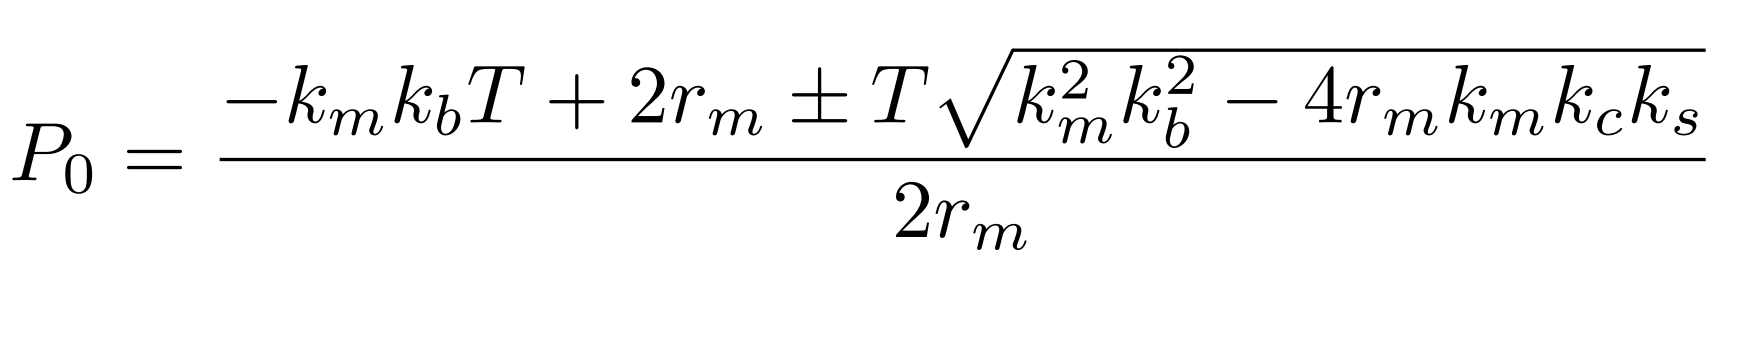 P_0 = \frac{-k_m k_b T + 2r_m \pm T\sqrt{k_m^2 k_b^2 - 4r_m k_m k_c k_s}}{2r_m}